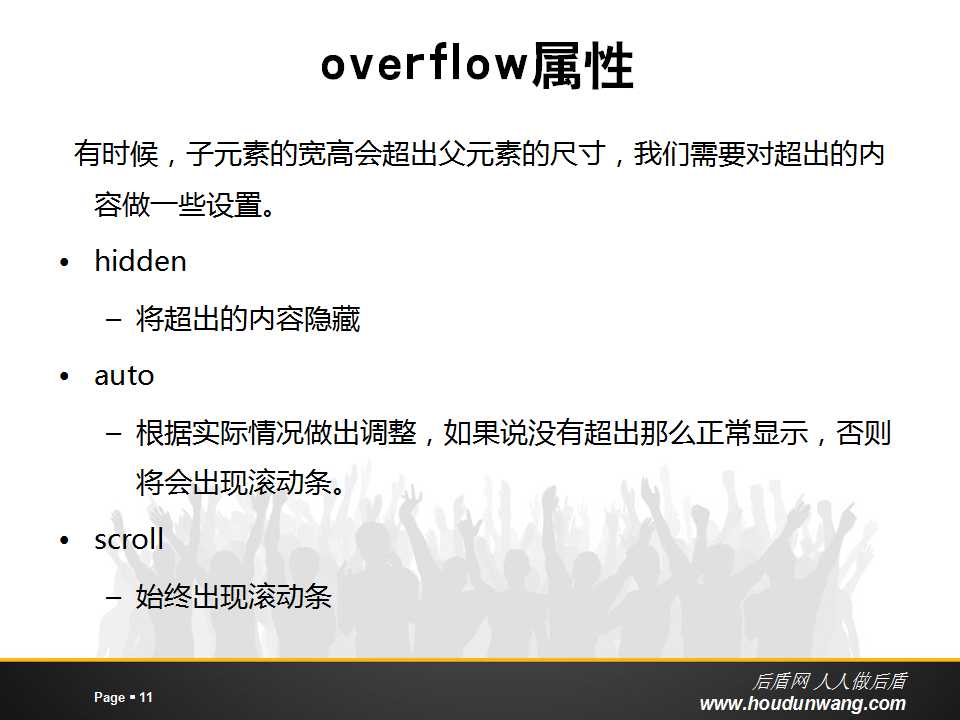 overflow属性
有时候，子元素的宽高会超出父元素的尺寸，我们需要对超出的内
容做一些设置。
• hidden
– 将超出的内容隐藏
• auto
– 根据实际情况做出调整，如果说没有超出那么正常显示，否则
将会出现滚动条。
• scroll
– 始终出现滚动条
Page ▪ 11
后盾网 人人做后盾
www.houdunwang.com